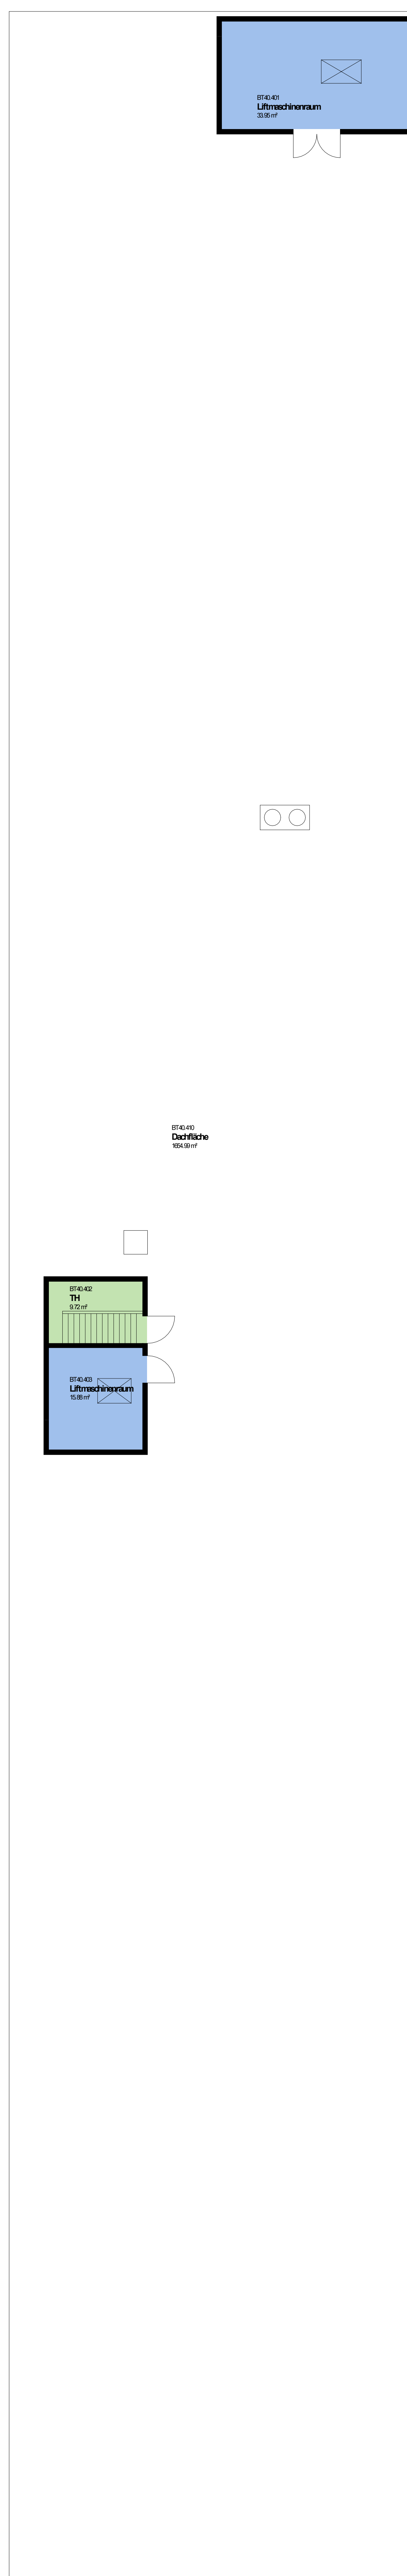 BT40.401
Liftmaschinenraum
33.95 m²
BT40.410
Dachfläche
1654.99 m²
BT40.402
TH
9.72 m²
BT40.403
Liftmaschinenraum
15.86 m²